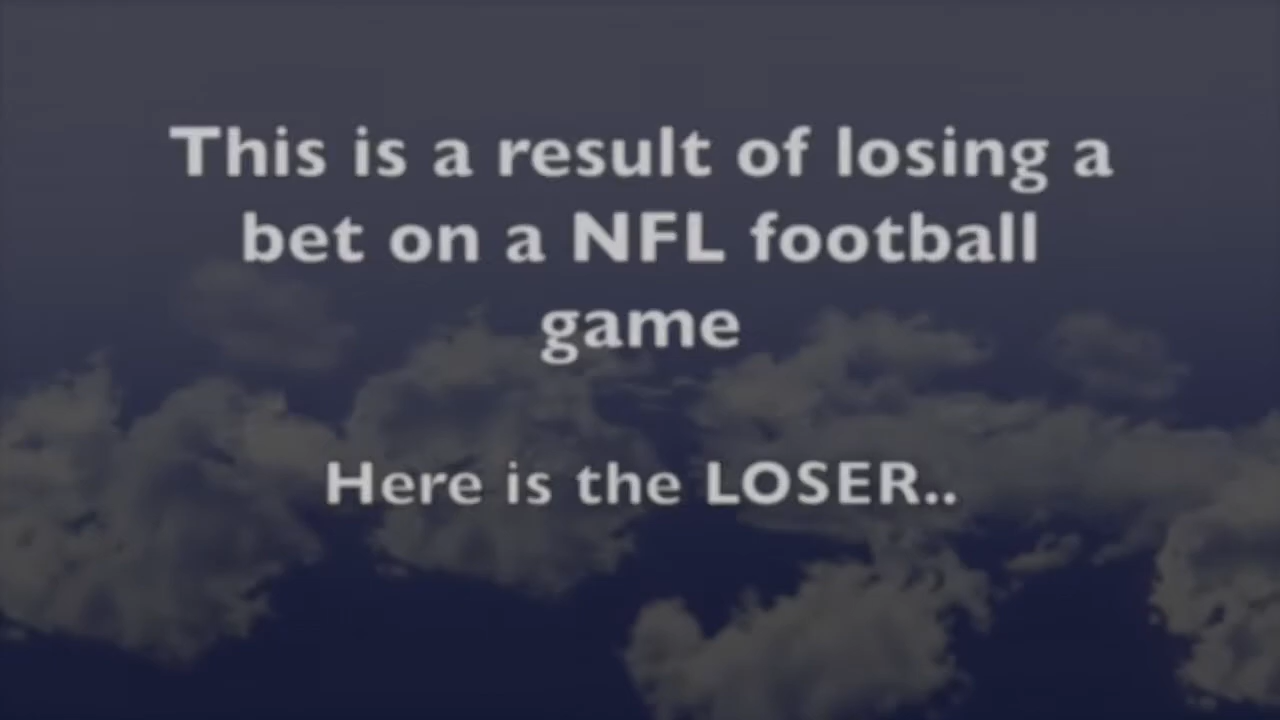 This is a result of losing a
bet on a NFL football
game
Here is the LOSER..